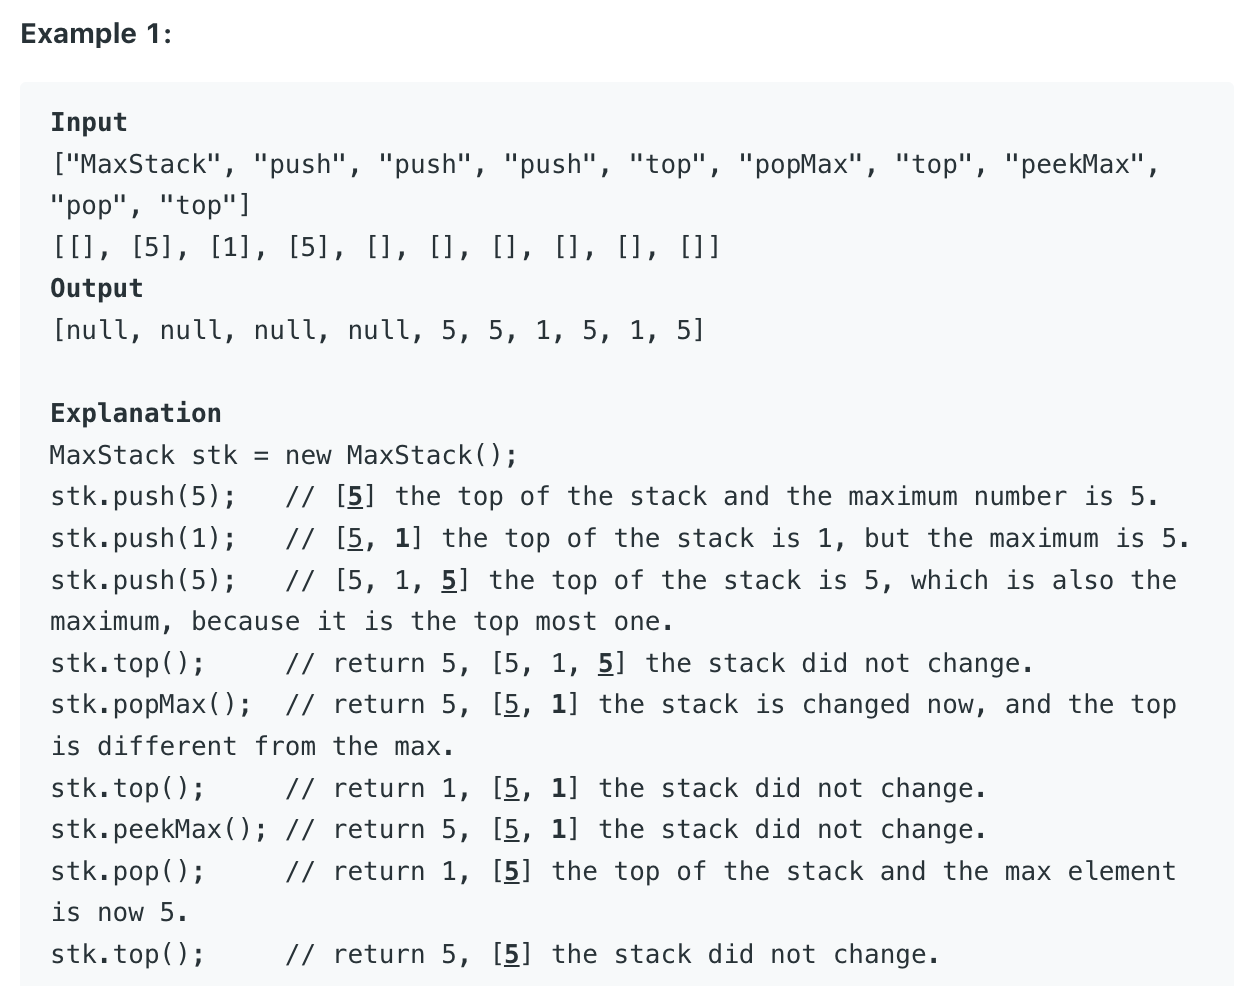 Example 1:
Input
["MaxStack", "push", "push", "push", "top", "popMax", "top", "peekMax",
"pop", "top"]
[[], [5], [1], [5], [], [], [], [], [], []]
Output
[null, null, null, null, 5, 5, 1, 5, 1, 5]
Explanation
MaxStack stk = new MaxStack();
stk.push(5);   // [5] the top of the stack and the maximum number is 5.
stk.push(1);   // [5, 1] the top of the stack is 1, but the maximum is 5.
stk.push(5);   // [5, 1, 5] the top of the stack is 5, which is also the
maximum, because it is the top most one.
stk.top();     // return 5, [5, 1, 5] the stack did not change.
stk.popMax();  // return 5, [5, 1] the stack is changed now, and the top
is different from the max.
stk.top();     // return 1, [5, 1] the stack did not change.
stk.peekMax(); // return 5, [5, 1] the stack did not change.
stk.pop();     // return 1, [5] the top of the stack and the max element
is now 5.
stk.top();     // return 5, [5] the stack did not change.